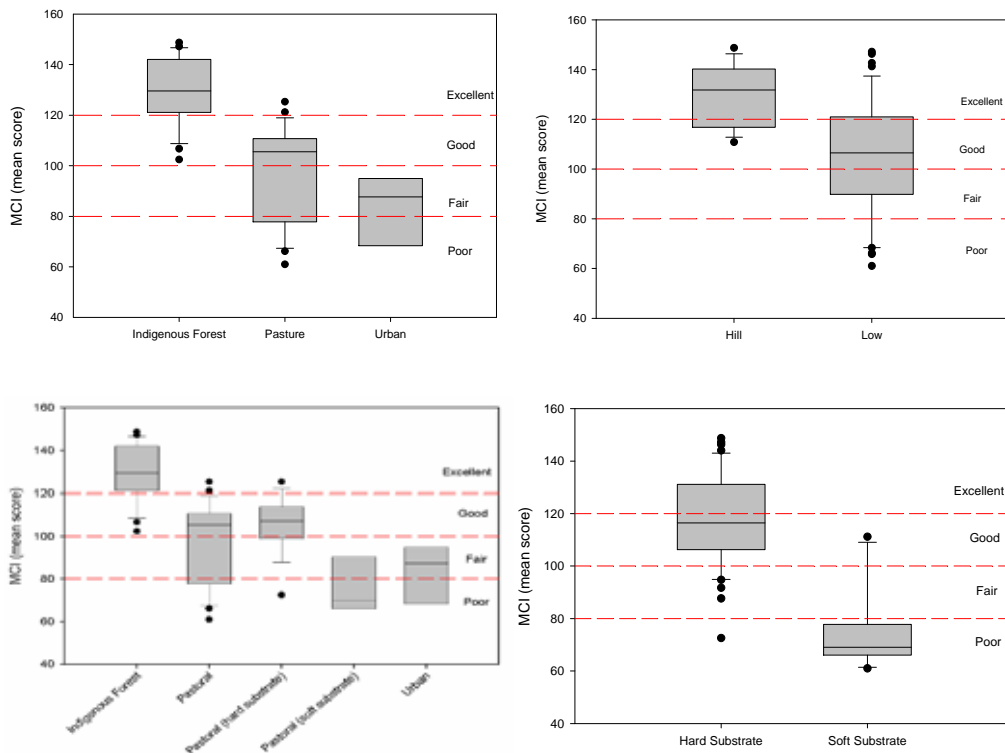 160
140
120
100
80
60
40
MCI (mean score)
Excellent
Good
Fair
Poor
Indigenous Forest
Pasture
Urban
160
140
120
100
80
60
40
MCI (mean score)
Excellent
Good
Fair
Poor
Hill
Low
160
140
120
100
80
60
40
MCI (mean score)
Excellent
Good
Fair
Poor
Indigenous Forest
Pastoral
Pastoral (hard substrate)
Pastoral (soft substrate)
Urban
160
140
120
100
80
60
40
MCI (mean score)
Excellent
Good
Fair
Poor
Hard Substrate
Soft Substrate